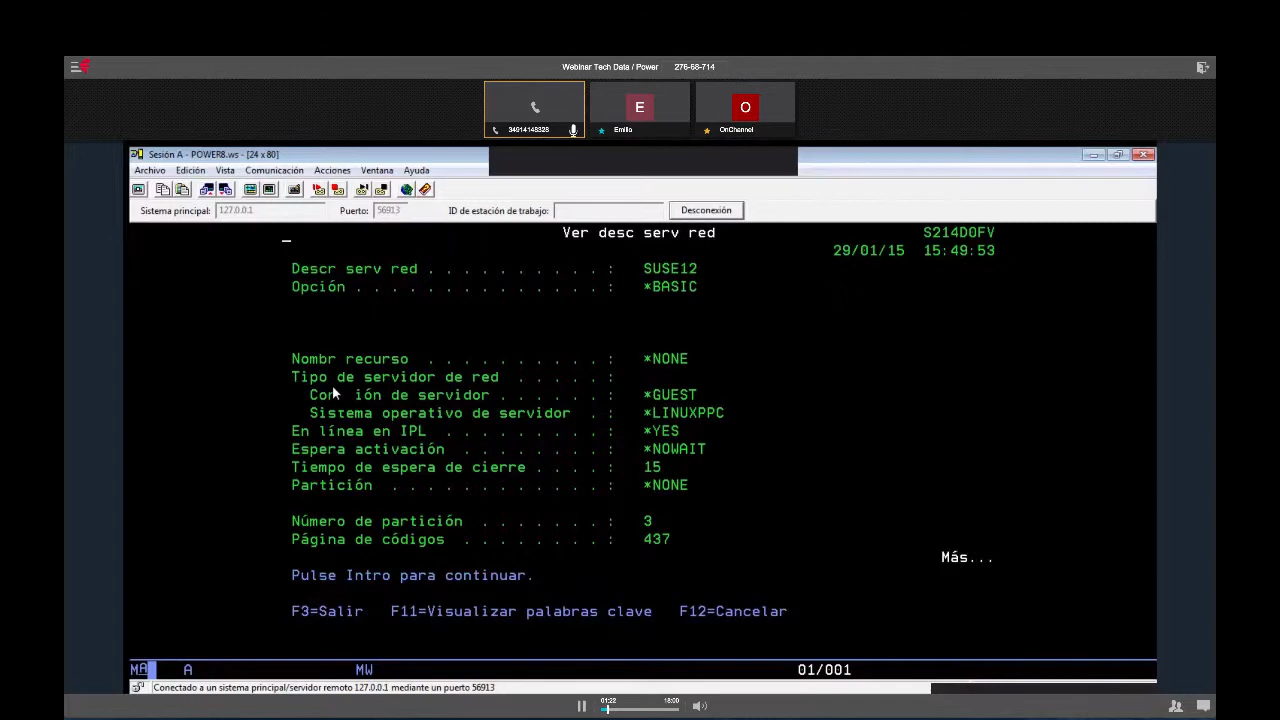 Webinar Tech Data / Power 276-68-714
E
O
34914148328
Emilio
OnChannel
Sesión A - POWER8.ws - [24 x 80]
Archivo Edición Vista Comunicación Acciones Ventana Ayuda
Sistema principal: 127.0.0.1 Puerto: 56913 ID de estación de trabajo: Desconexión
Ver desc serv red S214D0FV
29/01/15 15:49:53
Descr serv red . . . . . . . . . . . : SUSE12
Opción . . . . . . . . . . . . . . . : *BASIC
Nombr recurso . . . . . . . . . . . : *NONE
Tipo de servidor de red . . . . . :
ión de servidor . . . . . . . : *GUEST
Sistema operativo de servidor . : *LINUXPPC
En línea en IPL . . . . . . . . . . : *YES
Espera activación . . . . . . . . . : *NOWAIT
Tiempo de espera de cierre . . . . : 15
Partición . . . . . . . . . . . . . : *NONE
Número de partición . . . . . . . : 3
Página de códigos . . . . . . . . : 437
Más...
Pulse Intro para continuar.
F3=Salir F11=Visualizar palabras clave F12=Cancelar
MA A MW 01/001
Conectado a un sistema principal/servidor remoto 127.0.0.1 mediante un puerto 56913
01:22 18:00